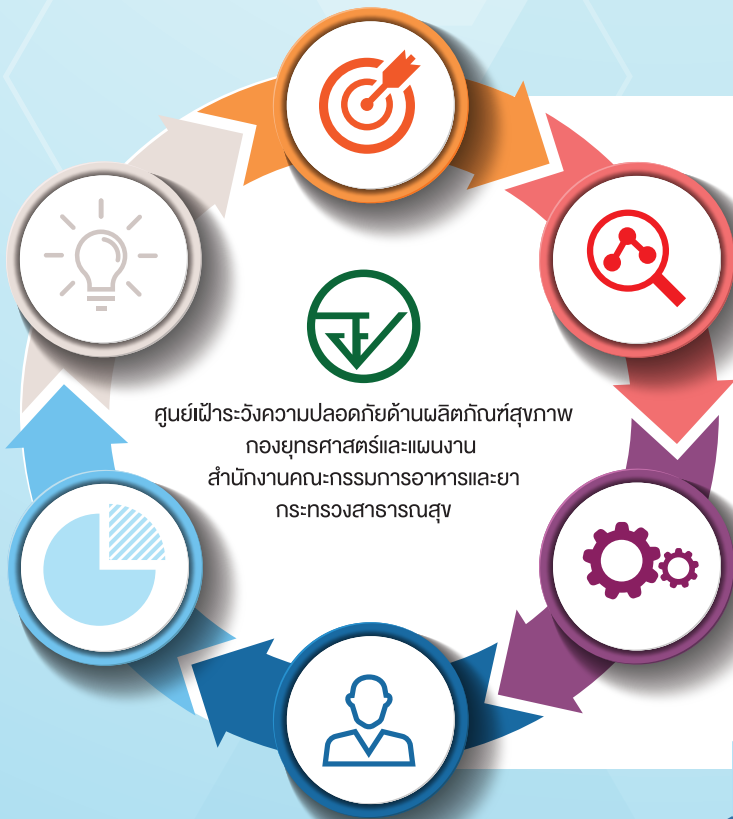 ศูนย์เฝ้าระวังความปลอดภัยด้านผลิตภัณฑ์สุขภาพ
กองยุทธศาสตร์และแผนงาน
สำนักงานคณะกรรมการอาหารและยา
กระทรวงสาธารณสุข